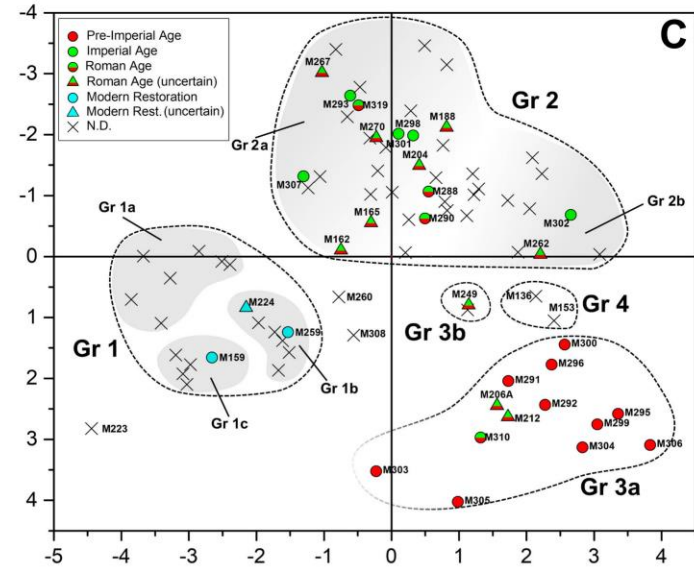 -4
-3
-2
-1
0
1
2
3
4
-5
-4
-3
-2
-1
0
1
2
3
4
5
C
Pre-Imperial Age
Imperial Age
Roman Age
Roman Age (uncertain)
Modern Restoration
Modern Rest. (uncertain)
N.D.
M267
M293
M319
Gr 2
M270
M298
M188
M301
Gr 2a
M204
M307
M288
M165
M290
M302
Gr 2b
M162
M262
Gr 1a
M224
M260
M249
M136
M153
Gr 4
Gr 3b
Gr 1
M259
M308
M159
Gr 1b
Gr 1c
M223
M300
M296
M291
M206A
M292
M212
M295
M299
M310
M304
M306
M303
M305
Gr 3a